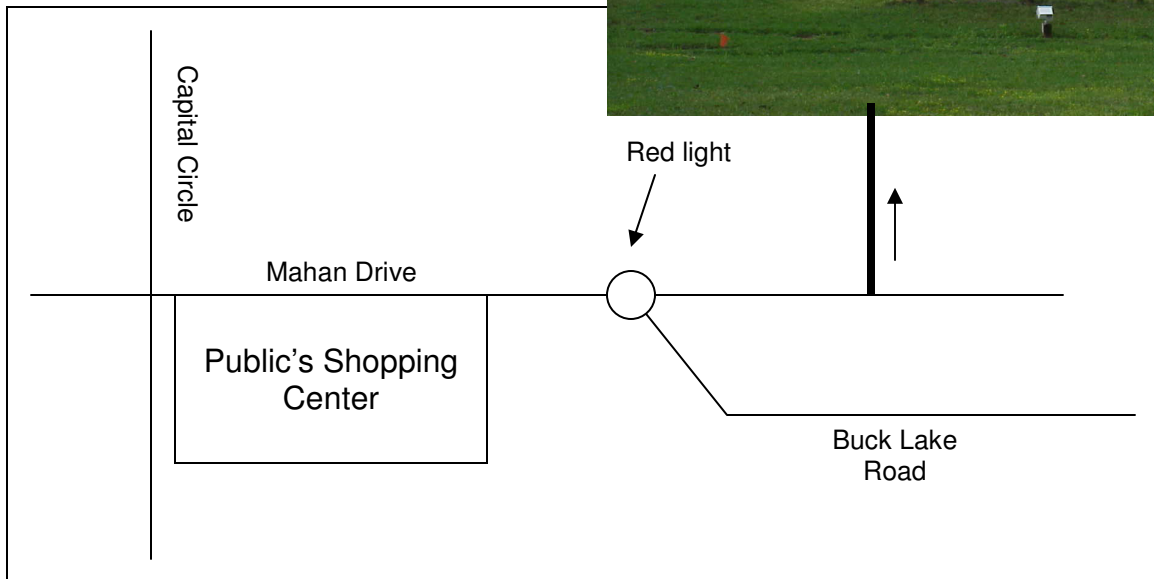 Capital Circle
Red light
Mahan Drive
Public's Shopping
Center
Buck Lake
Road